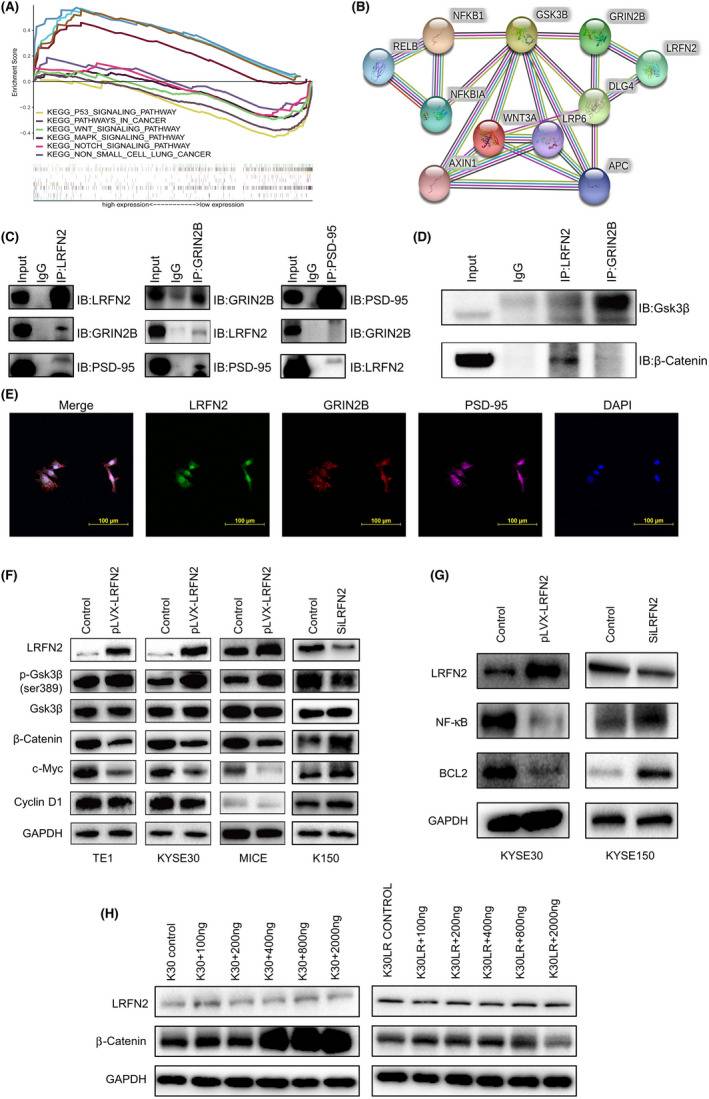 (A)
Enrichment Score
0.4
0.2
0.0
KEGG_P53_SIGNALING_PATHWAY
KEGG_PATHWAYS_IN_CANCER
KEGG_WNT_SIGNALING_PATHWAY
KEGG_MAPK_SIGNALING_PATHWAY
KEGG_NOTCH_SIGNALING_PATHWAY
KEGG_NON_SMALL_CELL_LUNG_CANCER
high expression<------------->low expression
(B)
NFKB1
GSK3B
GRIN2B
RELB
LRFN2
NFKBIA
DLG4
WNT3A
LRP6
AXIN1
APC
(C)
Input
IgG
IP:LRFN2
IB:LRFN2
IB:GRIN2B
IB:PSD-95
Input
IgG
IP:GRIN2B
IB:GRIN2B
IB:LRFN2
IB:PSD-95
Input
IgG
IP:PSD-95
IB:PSD-95
IB:GRIN2B
IB:LRFN2
(D)
Input
IgG
IP:LRFN2
IP:GRIN2B
IB:Gsk3β
IB:β-Catenin
(E)
Merge
LRFN2
GRIN2B
PSD-95
DAPI
100 μm
100 μm
100 μm
100 μm
100 μm
(F)
Control
pLVX-LRFN2
Control
pLVX-LRFN2
Control
pLVX-LRFN2
Control
SiLRFN2
LRFN2
p-Gsk3β
(ser389)
Gsk3β
β-Catenin
c-Myc
Cyclin D1
GAPDH
TE1
KYSE30
MICE
K150
(G)
Control
pLVX-LRFN2
Control
SiLRFN2
LRFN2
NF-κB
BCL2
GAPDH
KYSE30
KYSE150
(H)
K30 control
K30+100ng
K30+200ng
K30+400ng
K30+800ng
K30+2000ng
K30LR CONTROL
K30LR+100ng
K30LR+200ng
K30LR+400ng
K30LR+800ng
K30LR+2000ng
LRFN2
β-Catenin
GAPDH